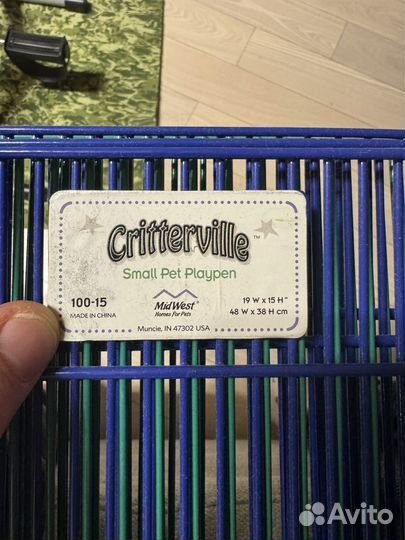 Critterville™
Small Pet Playpen
100-15
MADE IN CHINA
MidWest
Homes For Pets
19 W x 15 H"
48 W x 38 H cm
Muncie, IN 47302 USA
Avito